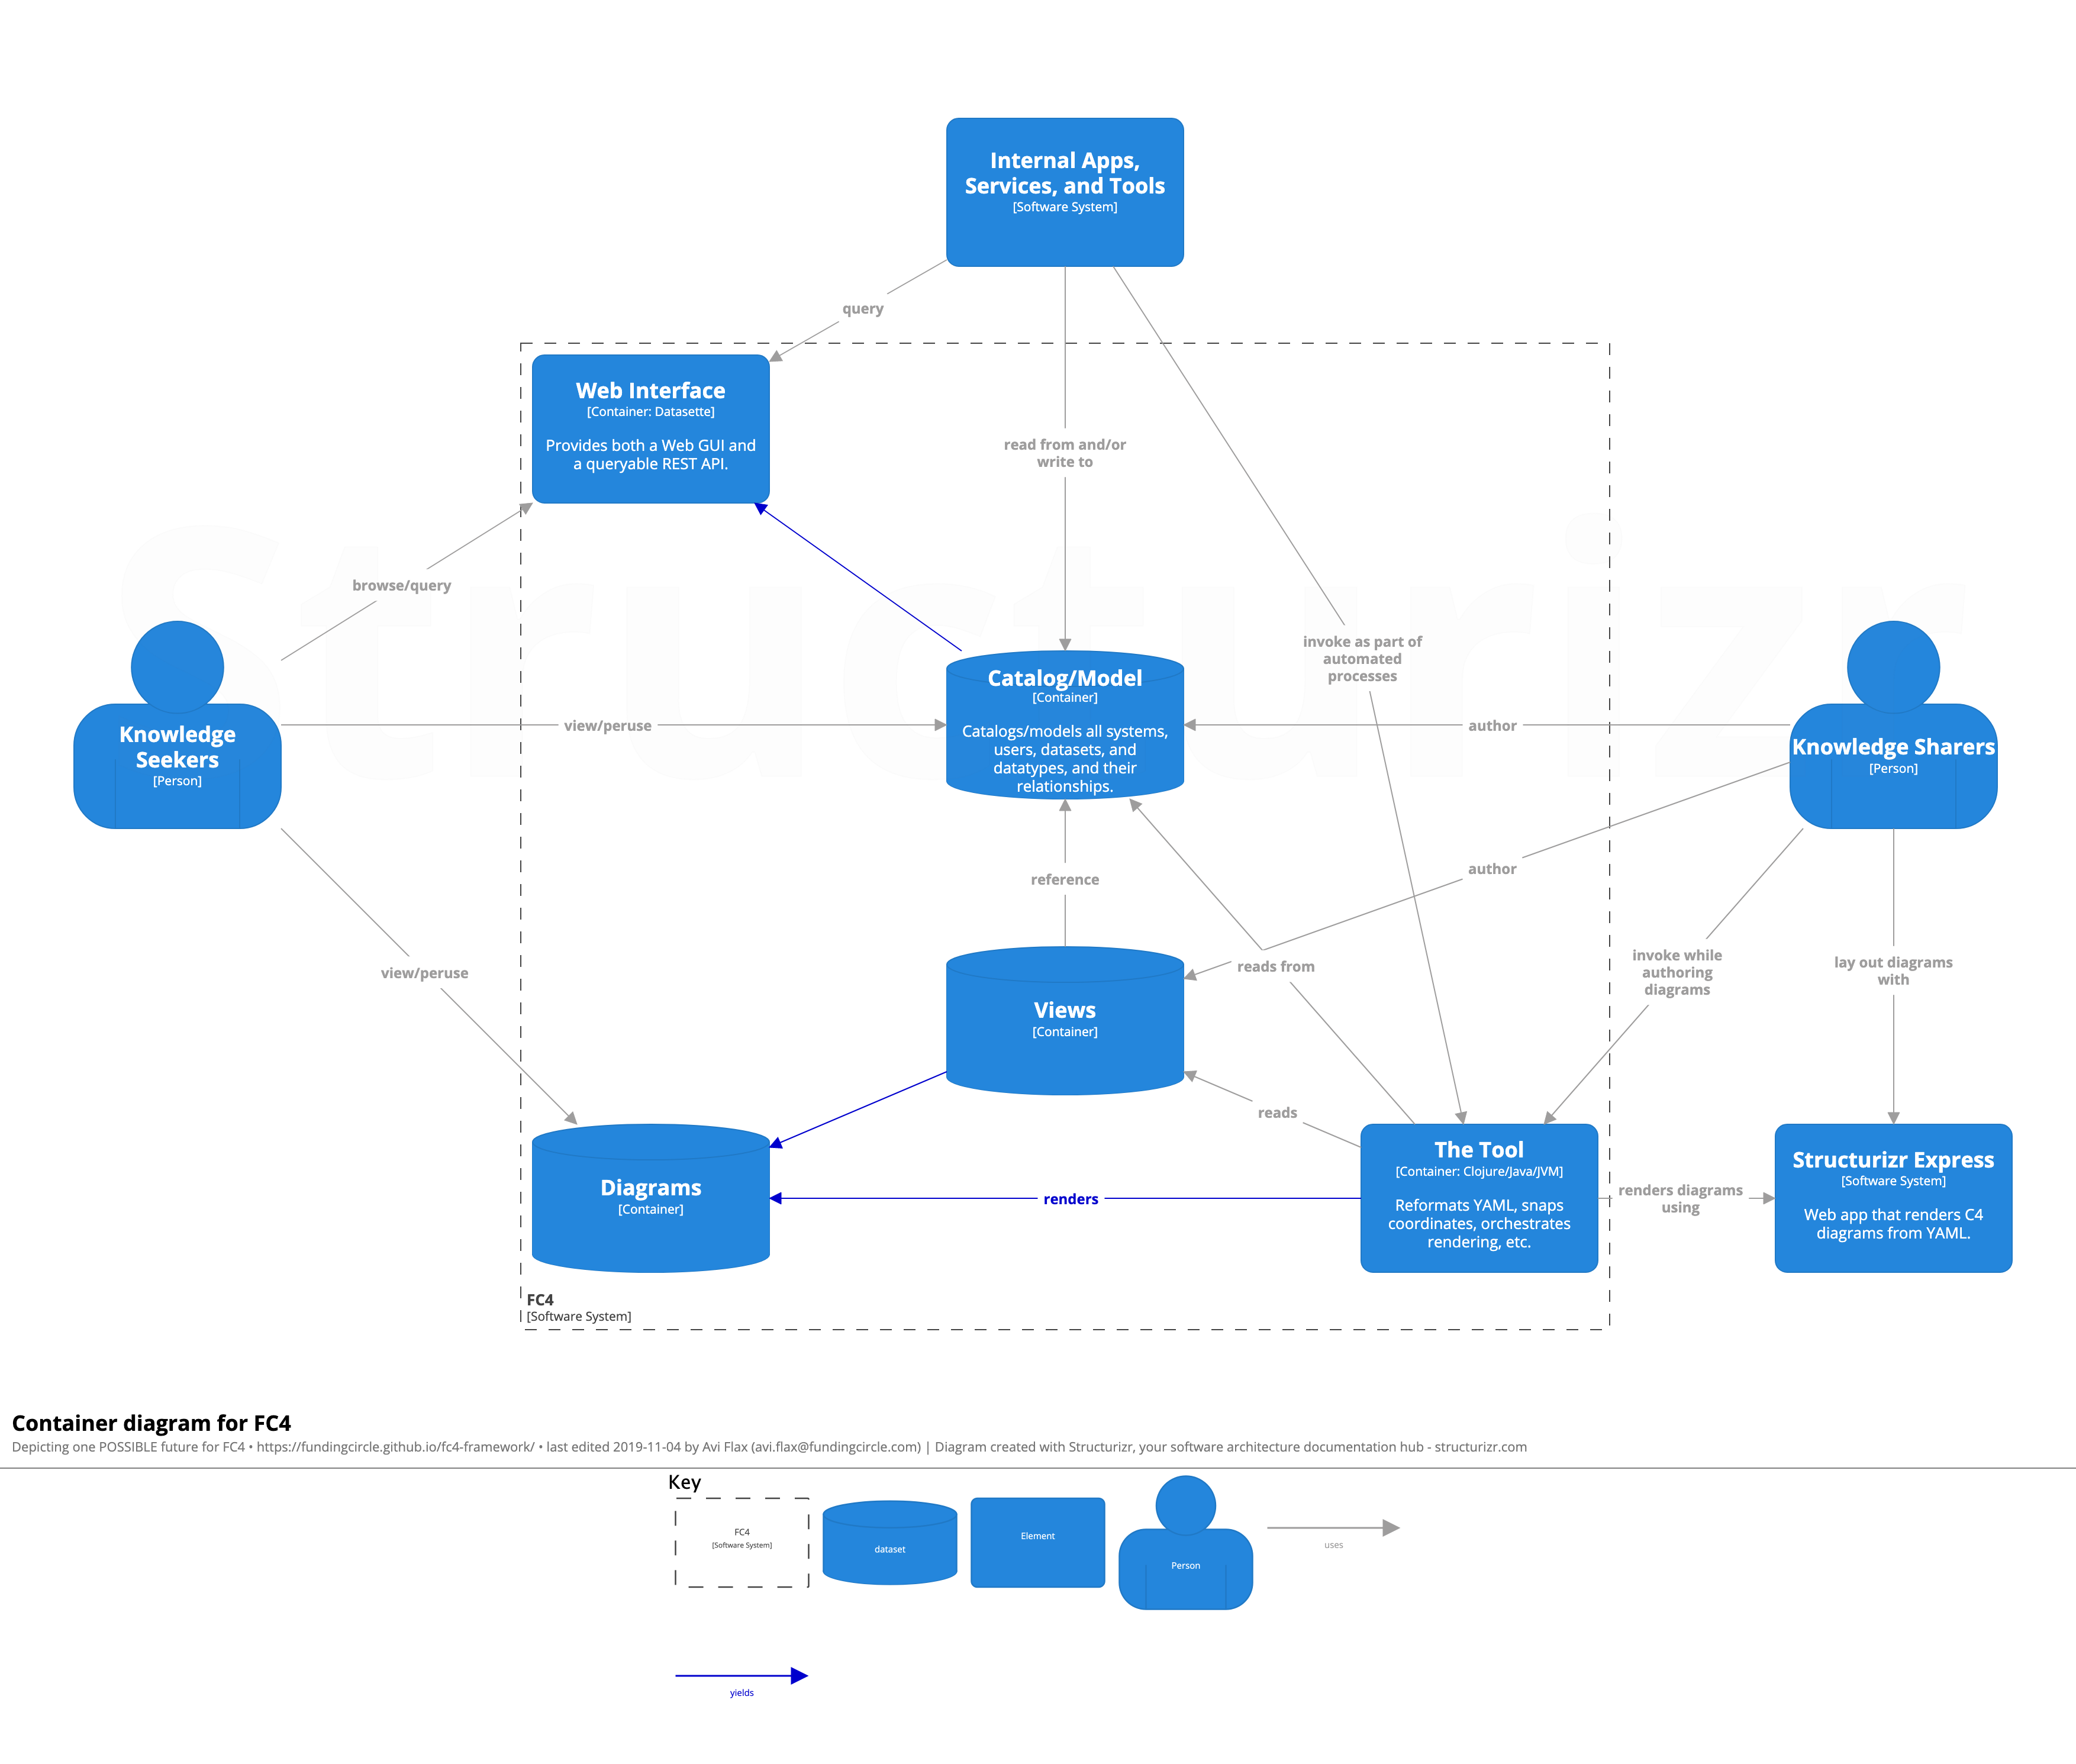 Internal Apps,
Services, and Tools
[Software System]
query
Web Interface
[Container: Datasette]
Provides both a Web GUI and
a queryable REST API.
read from and/or
write to
browse/query
invoke as part of
automated
processes
Structurizr
Knowledge
Seekers
[Person]
view/peruse
Catalog/Model
[Container]
Catalogs/models all systems,
users, datasets, and
datatypes, and their
relationships.
author
Knowledge Sharers
[Person]
author
reference
view/peruse
reads from
invoke while
authoring
diagrams
lay out diagrams
with
Views
[Container]
reads
Diagrams
[Container]
renders
The Tool
[Container: Clojure/Java/JVM]
Reformats YAML, snaps
coordinates, orchestrates
rendering, etc.
renders diagrams
using
Structurizr Express
[Software System]
Web app that renders C4
diagrams from YAML.
FC4
[Software System]
Container diagram for FC4
Depicting one POSSIBLE future for FC4 • https://fundingcircle.github.io/fc4-framework/ • last edited 2019-11-04 by Avi Flax (avi.flax@fundingcircle.com) | Diagram created with Structurizr, your software architecture documentation hub - structurizr.com
Key
FC4
[Software System]
dataset
Element
Person
uses
yields